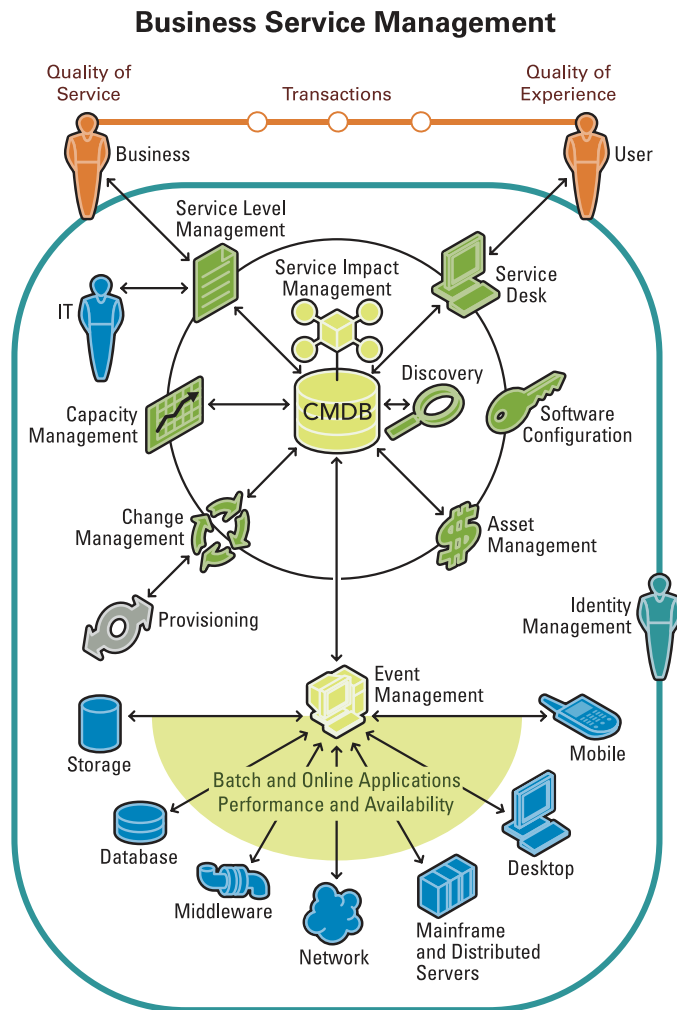 Business Service Management
Quality of
Service
Transactions
Quality of
Experience
Business
User
Service Level
Management
Service Impact
Management
Service
Desk
IT
Discovery
CMDB
Capacity
Management
Software
Configuration
Change
Management
Asset
Management
Provisioning
Identity
Management
Event
Management
Storage
Mobile
Batch and Online Applications
Performance and Availability
Database
Desktop
Middleware
Network
Mainframe
and Distributed
Servers